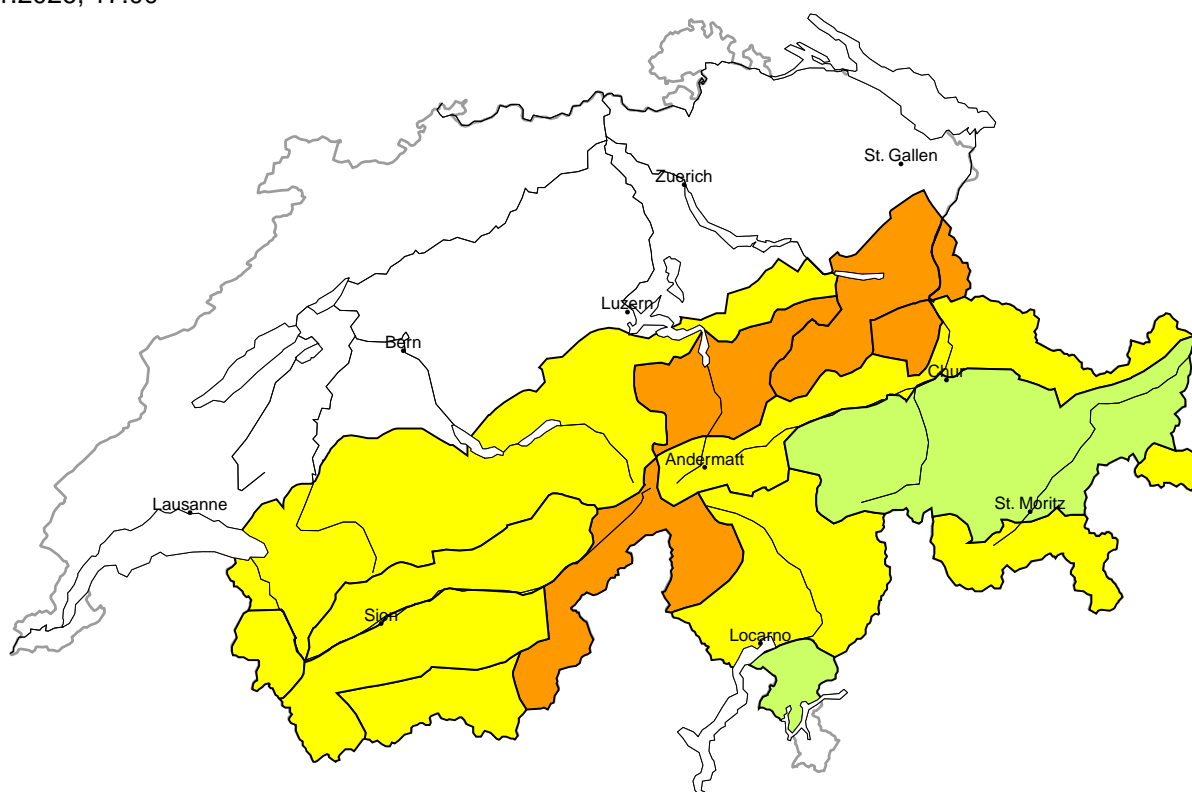 St. Gallen
Zuerich
Luzern
Bern
Chur
Andermatt
Lausanne
St. Moritz
Sion
Locarno